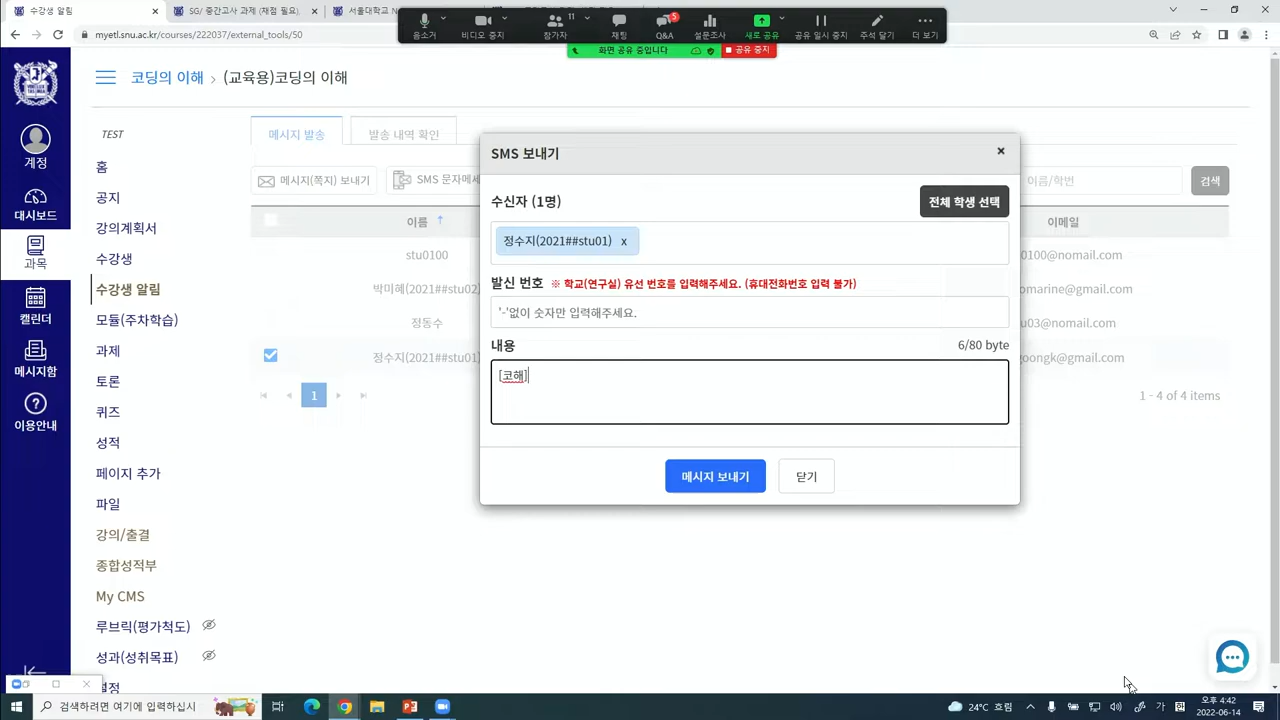 수강생 알림
SG/ 중간고사 과제 (채점 필요)
서울대학교 N
음소거
비디오 중지
11
참가자
채팅
5
Q&A
설문조사
새로 공유
공유 일시 중지
주석 달기
더 보기
화면 공유 중입니다
공유 중지
myetl.snu.ac.kr/courses/222037/external_tools/50
코딩의 이해 › (교육용)코딩의 이해
계정
대시보드
과목
캘린더
메시지함
이용안내
TEST
홈
공지
강의계획서
수강생
수강생 알림
모듈(주차학습)
과제
토론
퀴즈
성적
페이지 추가
파일
강의/출결
종합성적부
My CMS
루브릭(평가척도)
성과(성취목표)
설정
메시지 발송
발송 내역 확인
메시지(쪽지) 보내기
SMS 문자메세
이름/학번
검색
이름 ↑
이메일
stu0100
0100@nomail.com
박미혜(2021##stu02)
omarine@gmail.com
정동수
u03@nomail.com
정수지(2021##stu01)
goongk@gmail.com
1
1 - 4 of 4 items
SMS 보내기
×
수신자 (1명)
전체 학생 선택
정수지(2021##stu01) x
발신 번호 ※ 학교(연구실) 유선 번호를 입력해주세요. (휴대전화번호 입력 불가)
'-'없이 숫자만 입력해주세요.
내용
6/80 byte
[코해]
메시지 보내기
닫기
검색하려면 여기에 입력하십시
24°C 흐림
가
오후 4:42
2022-06-14